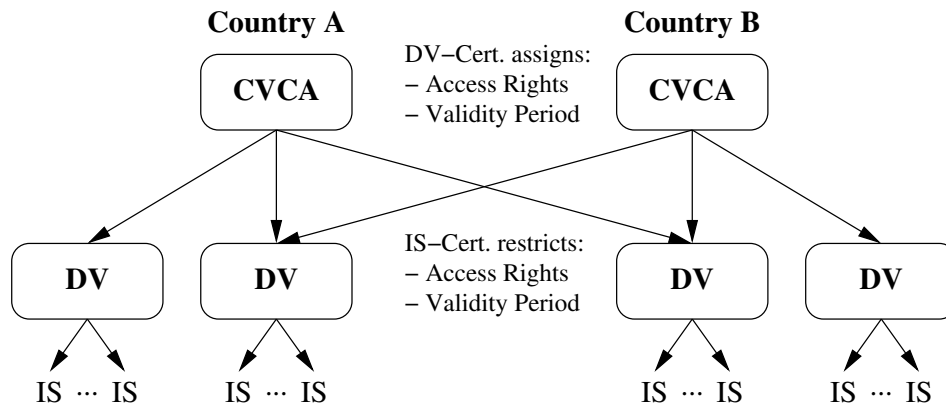 Country A
Country B
CVCA
DV−Cert. assigns:
− Access Rights
− Validity Period
CVCA
IS−Cert. restricts:
− Access Rights
− Validity Period
DV
DV
DV
DV
IS ··· IS
IS ··· IS
IS ··· IS
IS ··· IS